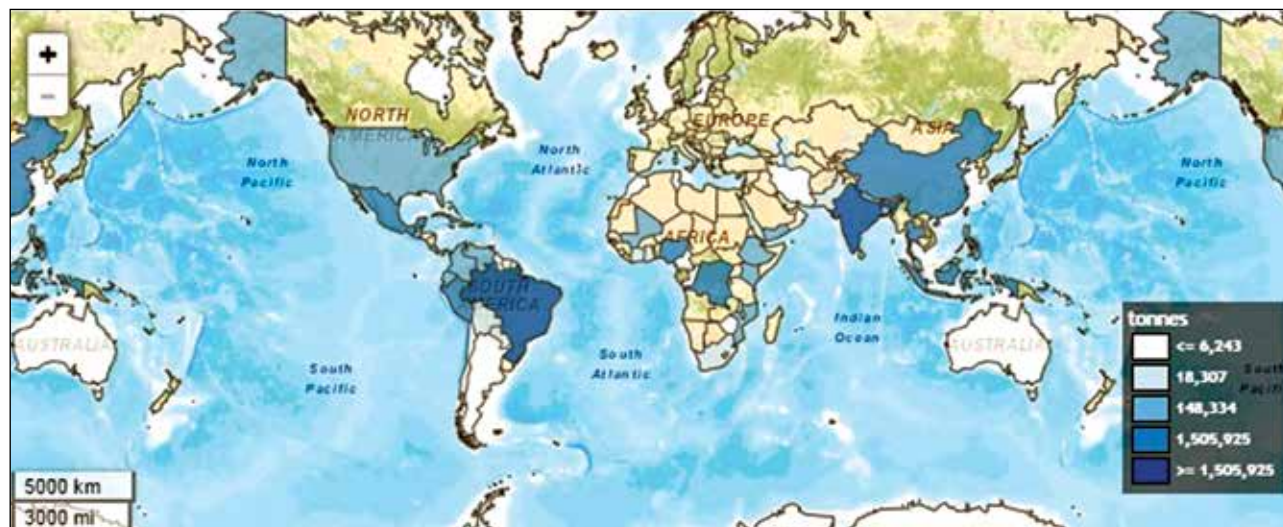 +
−
NORTH
AMERICA
EUROPE
ASIA
North
Pacific
North
Atlantic
North
Pacific
AFRICA
SOUTH
AMERICA
Indian
Ocean
AUSTRALIA
AUSTRALIA
South
Pacific
South
Atlantic
South
Pacific
tonnes
<= 6,243
18,307
148,334
1,505,925
>= 1,505,925
5000 km
3000 mi